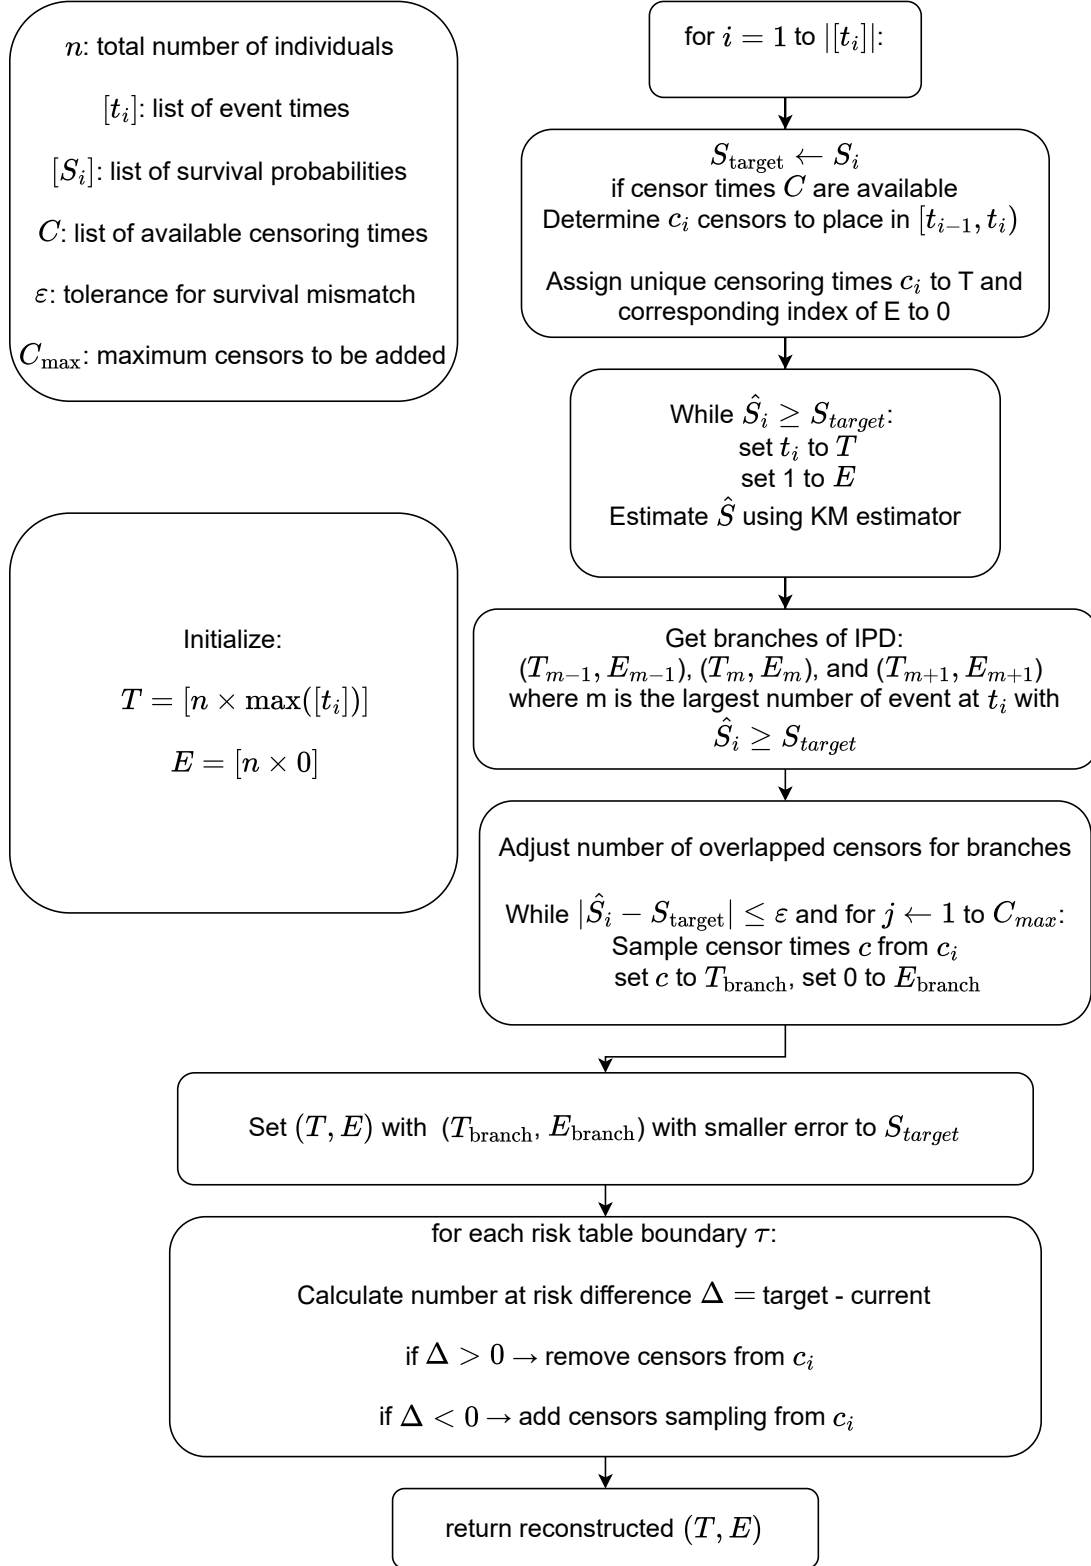 n: total number of individuals
[t_i]: list of event times
[S_i]: list of survival probabilities
C: list of available censoring times
ε: tolerance for survival mismatch
C_max: maximum censors to be added
Initialize:
T = [n × max([t_i])]
E = [n × 0]
for i = 1 to |[t_i]|:
S_target ← S_i
if censor times C are available
Determine c_i censors to place in [t_{i−1}, t_i)
Assign unique censoring times c_i to T and
corresponding index of E to 0
While Ŝ_i ≥ S_target:
set t_i to T
set 1 to E
Estimate Ŝ using KM estimator
Get branches of IPD:
(T_{m−1}, E_{m−1}), (T_m, E_m), and (T_{m+1}, E_{m+1})
where m is the largest number of event at t_i with
Ŝ_i ≥ S_target
Adjust number of overlapped censors for branches
While |Ŝ_i − S_target| ≤ ε and for j ← 1 to C_max:
Sample censor times c from c_i
set c to T_branch, set 0 to E_branch
Set (T, E) with (T_branch, E_branch) with smaller error to S_target
for each risk table boundary τ:
Calculate number at risk difference Δ = target - current
if Δ > 0 → remove censors from c_i
if Δ < 0 → add censors sampling from c_i
return reconstructed (T, E)